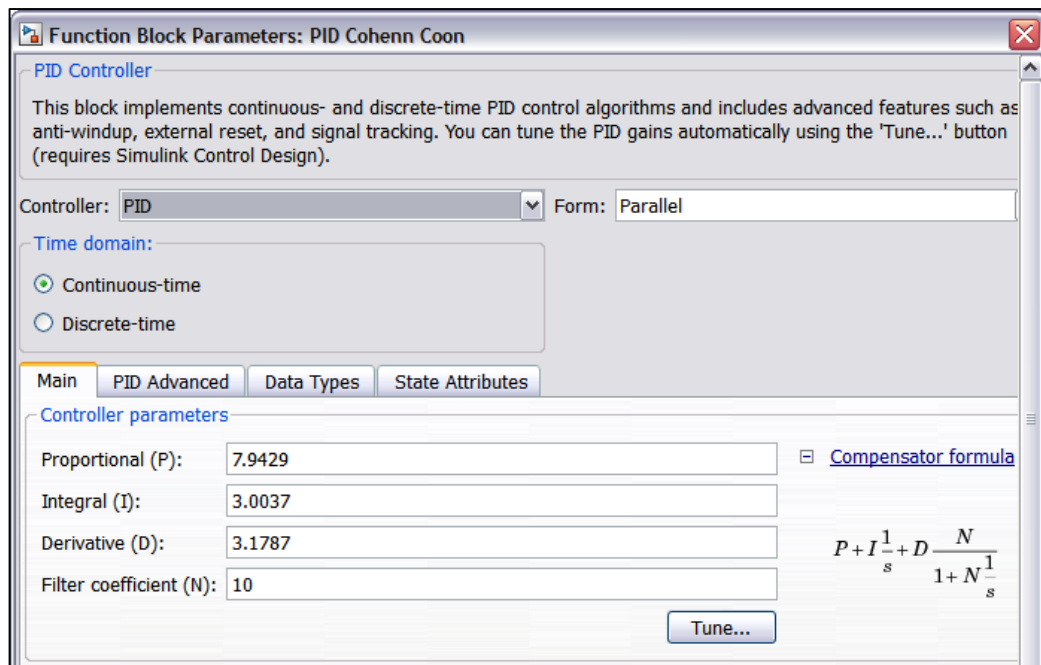 Function Block Parameters: PID Cohenn Coon
PID Controller
This block implements continuous- and discrete-time PID control algorithms and includes advanced features such as
anti-windup, external reset, and signal tracking. You can tune the PID gains automatically using the 'Tune...' button
(requires Simulink Control Design).
Controller: PID Form: Parallel
Time domain:
Continuous-time
Discrete-time
Main PID Advanced Data Types State Attributes
Controller parameters
Proportional (P): 7.9429 Compensator formula
Integral (I): 3.0037
Derivative (D): 3.1787
P + I 1/s + D N/(1 + N 1/s)
Filter coefficient (N): 10
Tune...